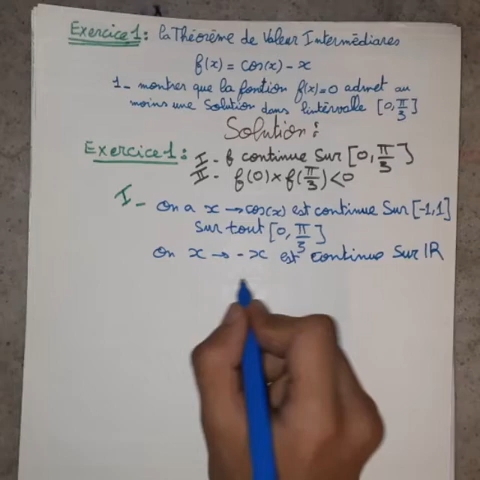 Exercice 1: la Théorème de Valeur Intermédiares
f(x) = cos(x) - x
1- montrer que la fontion f(x)=0 admet au
moins une Solution dans l'intervalle [0, π/3]
Solution:
Exercice 1: I - f continue Sur [0, π/3]
II - f(0) × f(π/3) < 0
I - on a x → cos(x) est continue Sur [-1,1]
Sur tout [0, π/3]
on x → -x est continue Sur IR